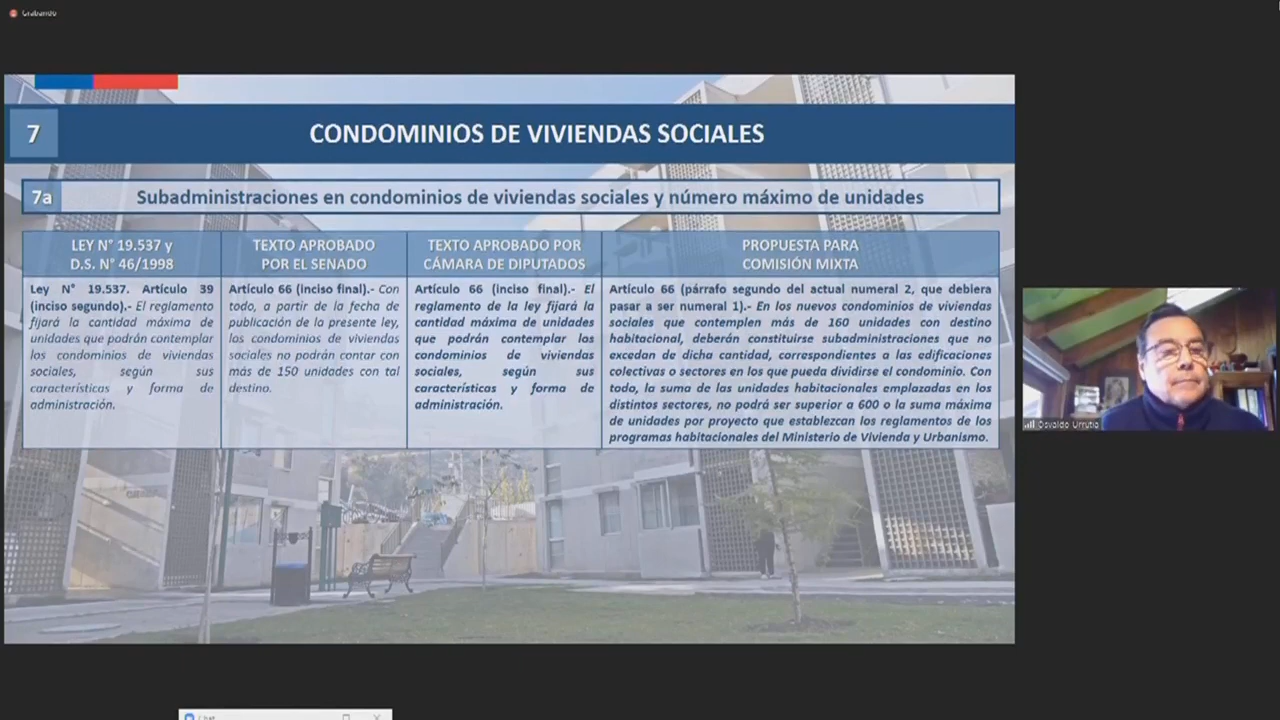 Grabando
7
CONDOMINIOS DE VIVIENDAS SOCIALES
7a
Subadministraciones en condominios de viviendas sociales y número máximo de unidades
LEY N° 19.537 y
D.S. N° 46/1998
Ley N° 19.537. Artículo 39
(inciso segundo).- El reglamento
fijará la cantidad máxima de
unidades que podrán contemplar
los condominios de viviendas
sociales, según sus
características y forma de
administración.
TEXTO APROBADO
POR EL SENADO
Artículo 66 (inciso final).- Con
todo, a partir de la fecha de
publicación de la presente ley,
los condominios de viviendas
sociales no podrán contar con
más de 150 unidades con tal
destino.
TEXTO APROBADO POR
CÁMARA DE DIPUTADOS
Artículo 66 (inciso final).- El
reglamento de la ley fijará la
cantidad máxima de unidades
que podrán contemplar los
condominios de viviendas
sociales, según sus
características y forma de
administración.
PROPUESTA PARA
COMISIÓN MIXTA
Artículo 66 (párrafo segundo del actual numeral 2, que debiera
pasar a ser numeral 1).- En los nuevos condominios de viviendas
sociales que contemplen más de 160 unidades con destino
habitacional, deberán constituirse subadministraciones que no
excedan de dicha cantidad, correspondientes a las edificaciones
colectivas o sectores en los que pueda dividirse el condominio. Con
todo, la suma de las unidades habitacionales emplazadas en los
distintos sectores, no podrá ser superior a 600 o la suma máxima
de unidades por proyecto que establezcan los reglamentos de los
programas habitacionales del Ministerio de Vivienda y Urbanismo.
Osvaldo Urrutia
Chat